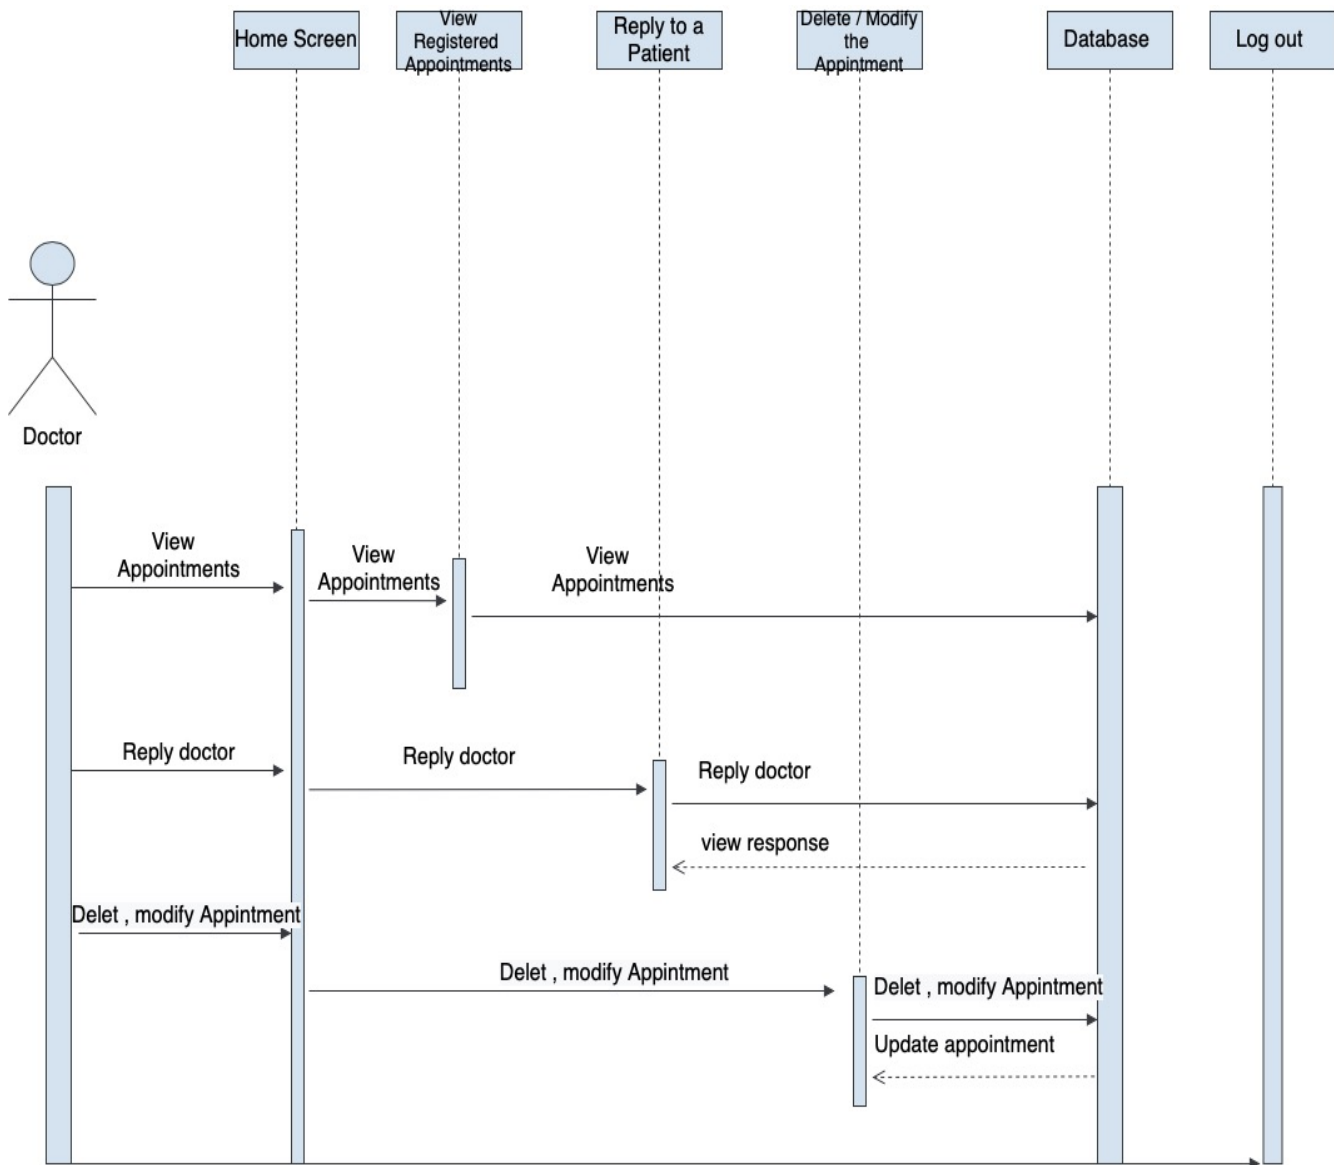 Home Screen
View
Registered
Appointments
Reply to a
Patient
Delete / Modify
the
Appintment
Database
Log out
Doctor
View
Appointments
View
Appointments
View
Appointments
Reply doctor
Reply doctor
Reply doctor
view response
Delet , modify Appintment
Delet , modify Appintment
Delet , modify Appintment
Update appointment